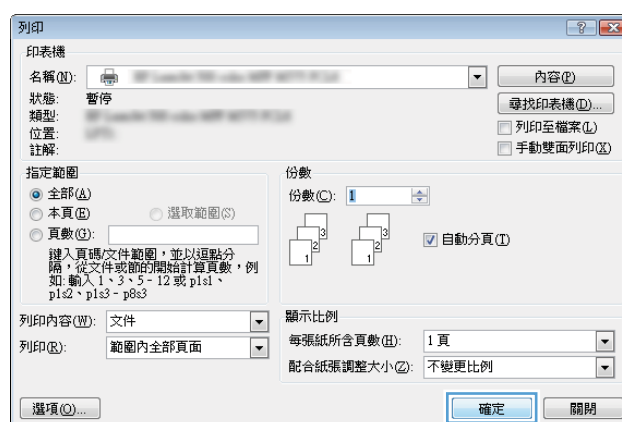 列印
印表機
名稱(N):
內容(P)
狀態: 暫停
尋找印表機(D)...
類型:
列印至檔案(L)
位置:
手動雙面列印(X)
註解:
指定範圍
份數
全部(A)
份數(C): 1
本頁(E) 選取範圍(S)
頁數(G):
自動分頁(T)
鍵入頁碼/文件範圍，並以逗點分
隔，從文件或節的開始計算頁數，例
如: 輸入 1、3、5 - 12 或 p1s1、
p1s2、p1s3 - p8s3
1 2 3 1 2 3
列印內容(W): 文件
顯示比例
列印(R): 範圍內全部頁面
每張紙所含頁數(H): 1 頁
配合紙張調整大小(Z): 不變更比例
選項(O)...
確定
關閉